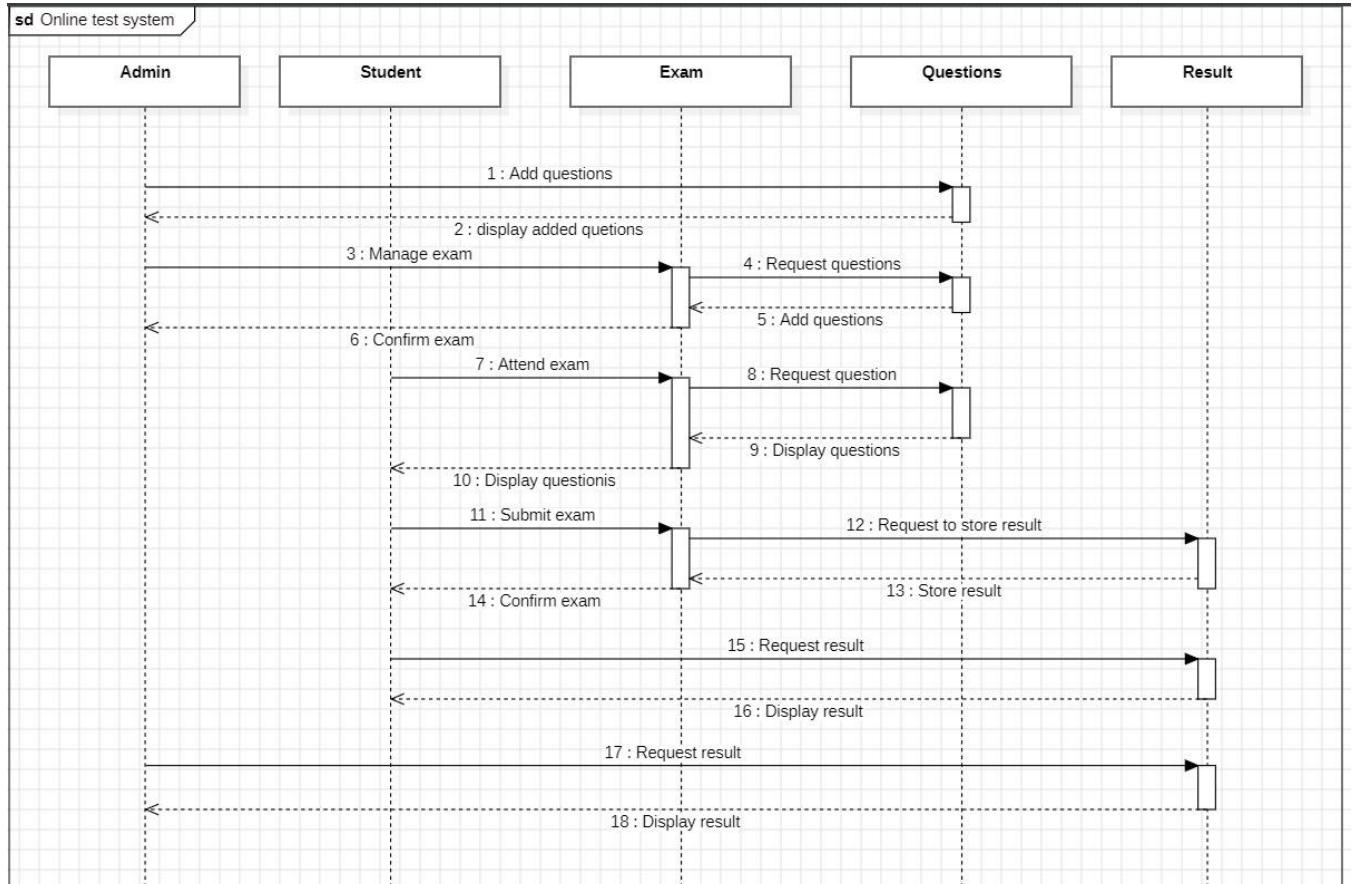 sd Online test system
Admin
Student
Exam
Questions
Result
1 : Add questions
2 : display added quetions
3 : Manage exam
4 : Request questions
5 : Add questions
6 : Confirm exam
7 : Attend exam
8 : Request question
9 : Display questions
10 : Display questionis
11 : Submit exam
12 : Request to store result
13 : Store result
14 : Confirm exam
15 : Request result
16 : Display result
17 : Request result
18 : Display result